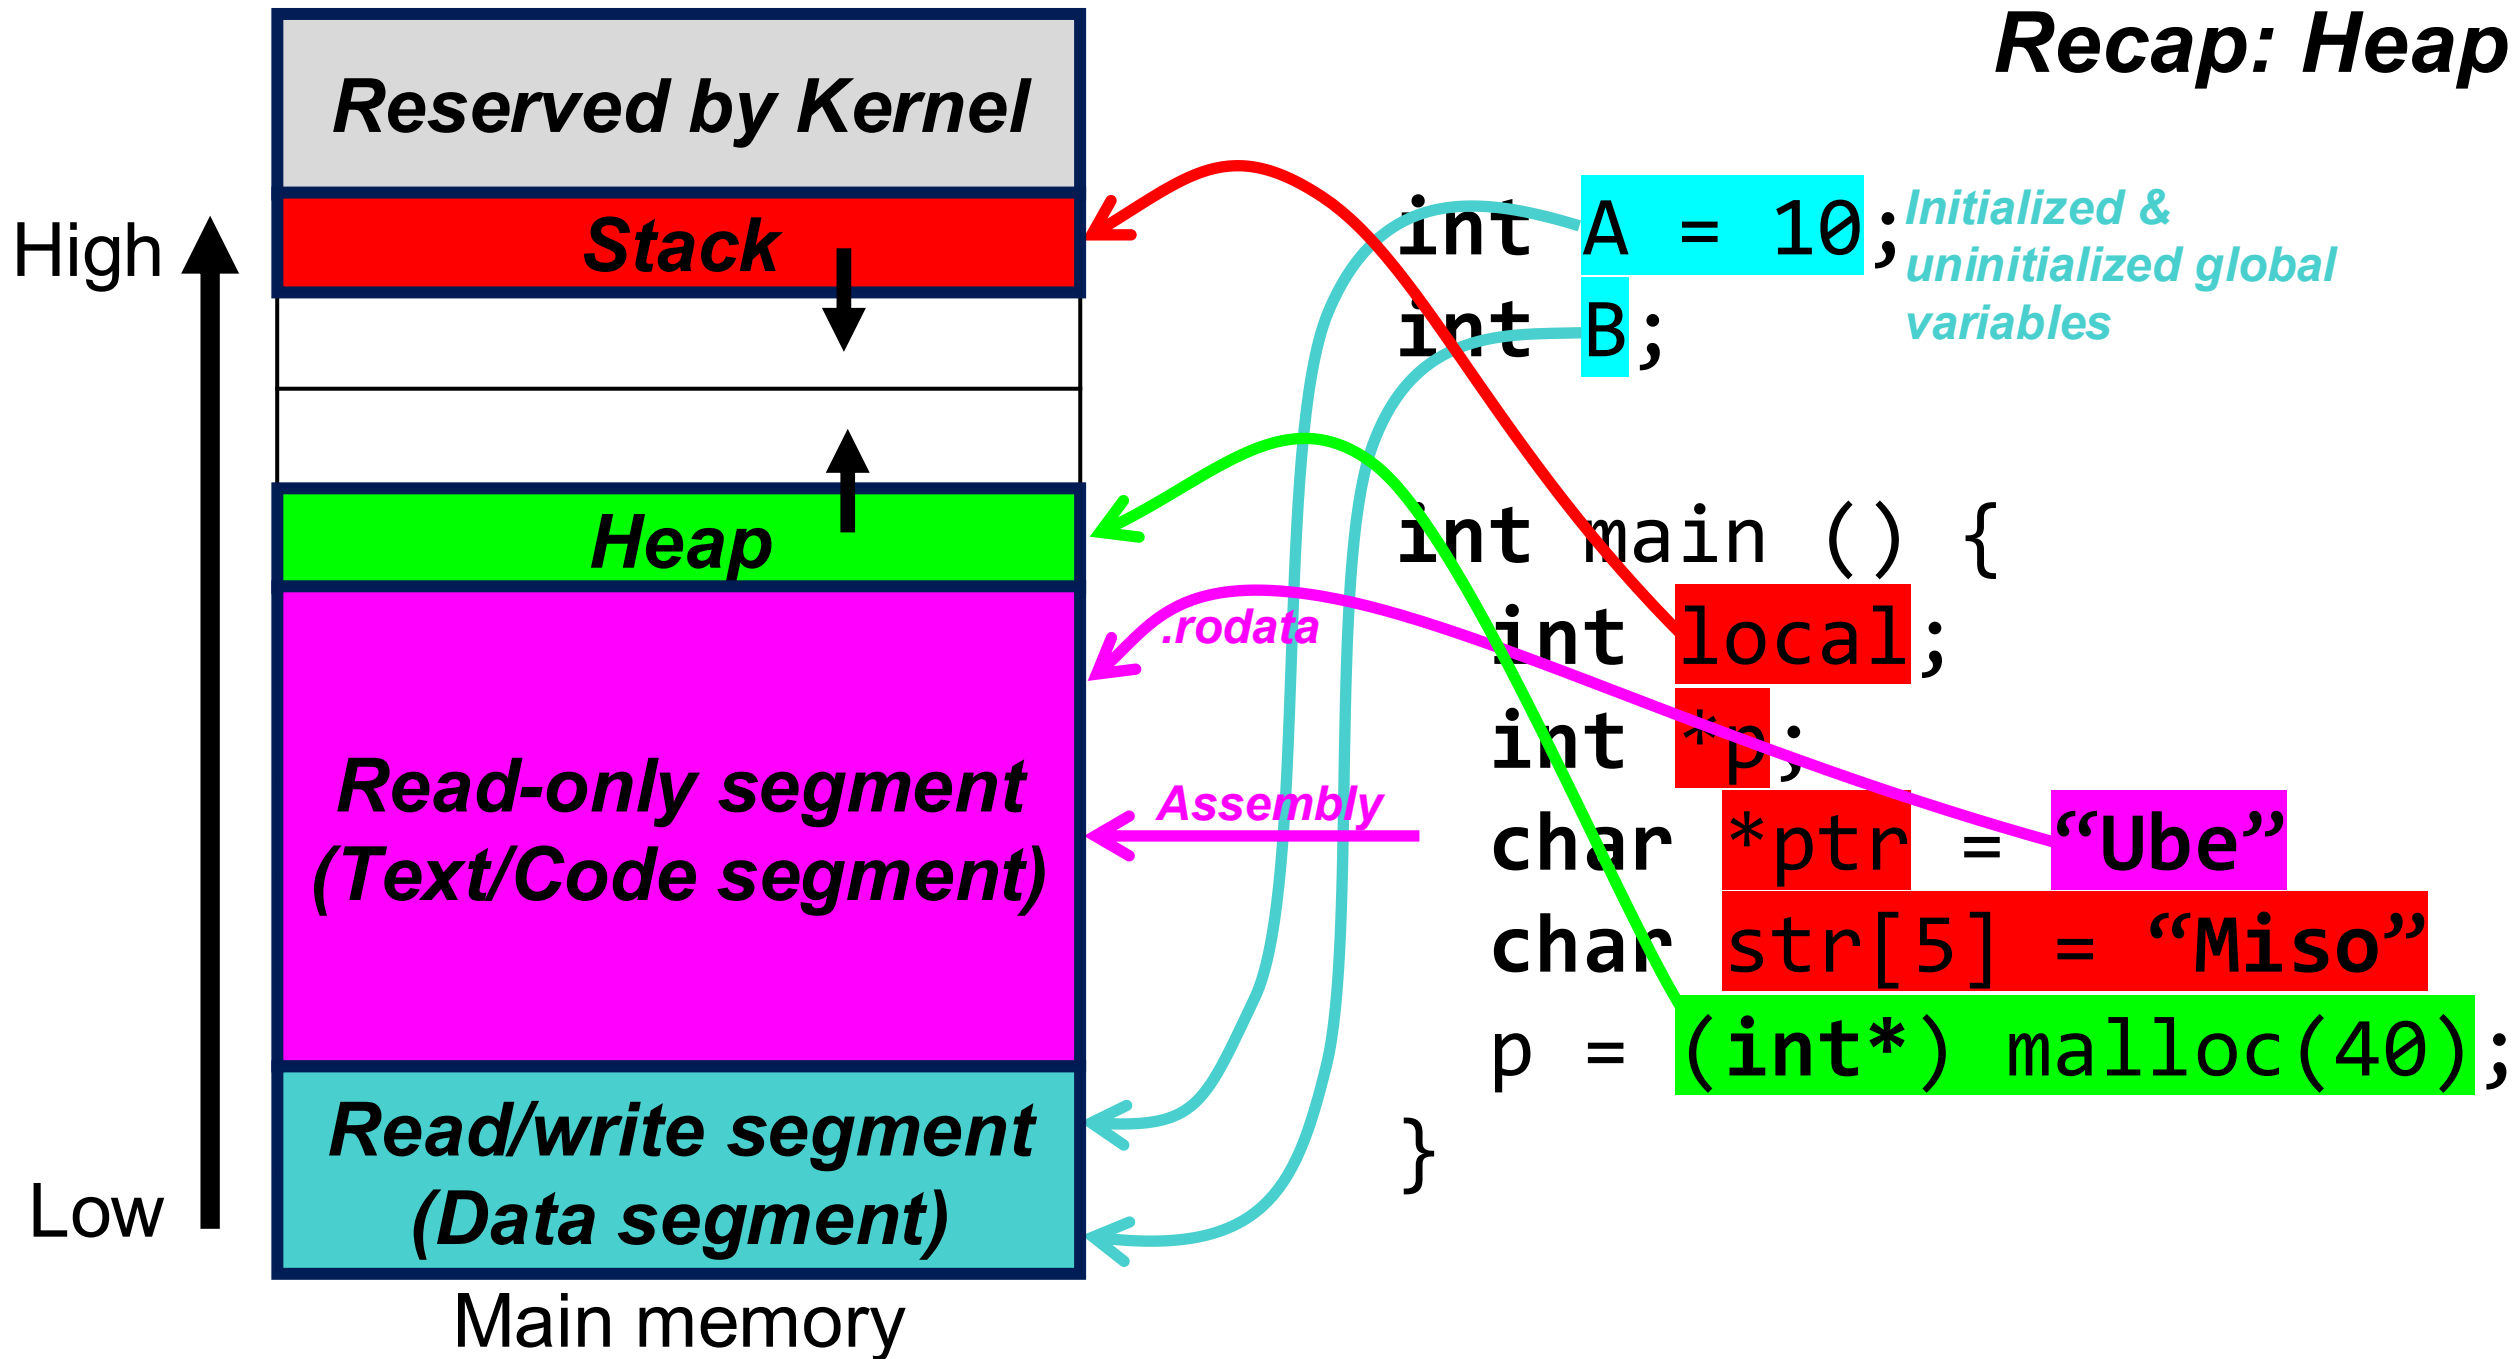 Recap: Heap
Reserved by Kernel
Stack
High
Heap
Read-only segment
(Text/Code segment)
Read/write segment
(Data segment)
Low
Main memory
.rodata
Assembly
int A = 10;
int B;
Initialized &
uninitialized global
variables
int main () {
int local;
int *p;
char *ptr = “Ube”
char str[5] = “Miso”
p = (int*) malloc(40);
}